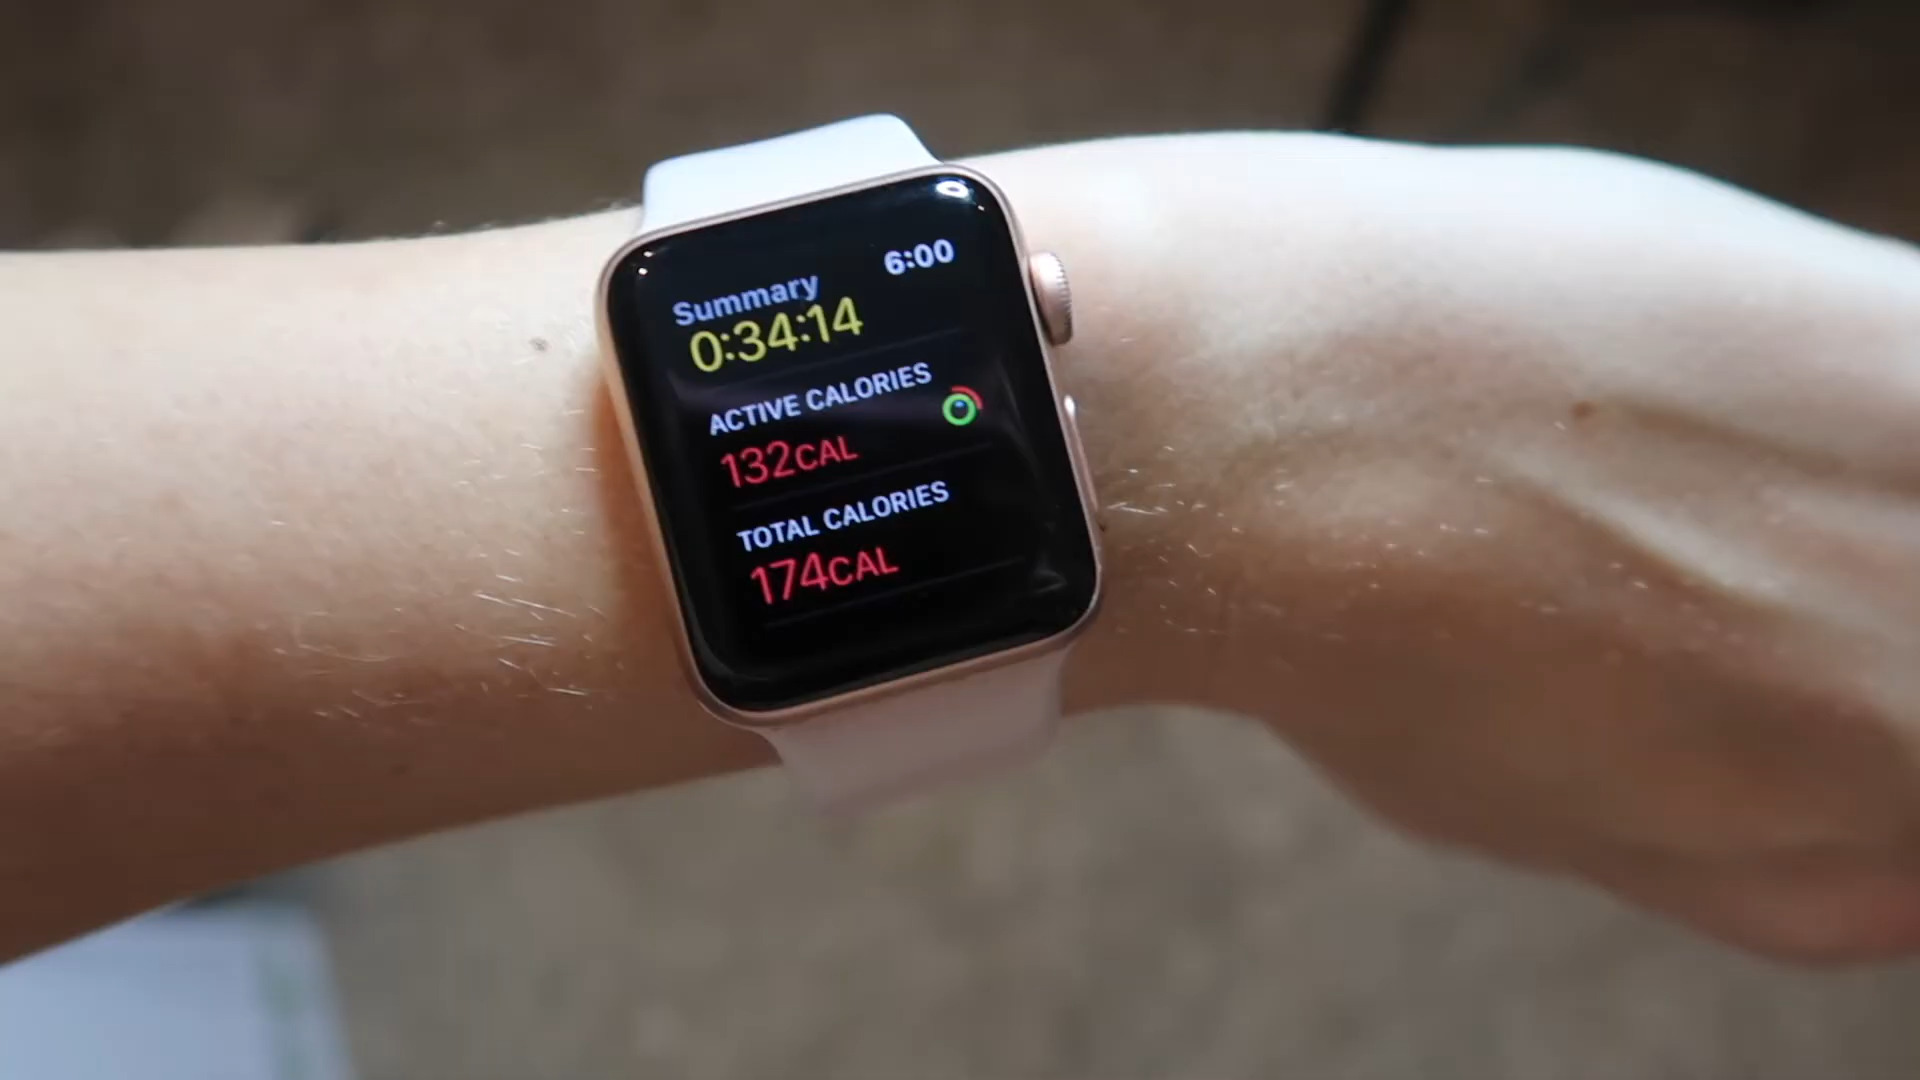 6:00
Summary
0:34:14
ACTIVE CALORIES
132CAL
TOTAL CALORIES
174CAL